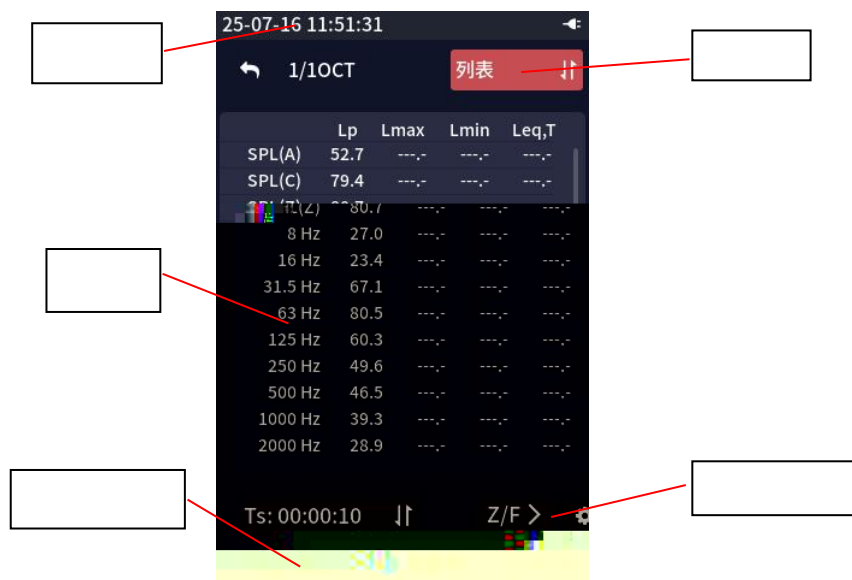 25-07-16 11:51:31
1/1OCT 列表
Lp Lmax Lmin Leq,T
SPL(A) 52.7 ---.- ---.- ---.-
SPL(C) 79.4 ---.- ---.- ---.-
80.7 ---.- ---.- ---.-
8 Hz 27.0 ---.- ---.- ---.-
16 Hz 23.4 ---.- ---.- ---.-
31.5 Hz 67.1 ---.- ---.- ---.-
63 Hz 80.5 ---.- ---.- ---.-
125 Hz 60.3 ---.- ---.- ---.-
250 Hz 49.6 ---.- ---.- ---.-
500 Hz 46.5 ---.- ---.- ---.-
1000 Hz 39.3 ---.- ---.- ---.-
2000 Hz 28.9 ---.- ---.- ---.-
Ts: 00:00:10 Z/F >